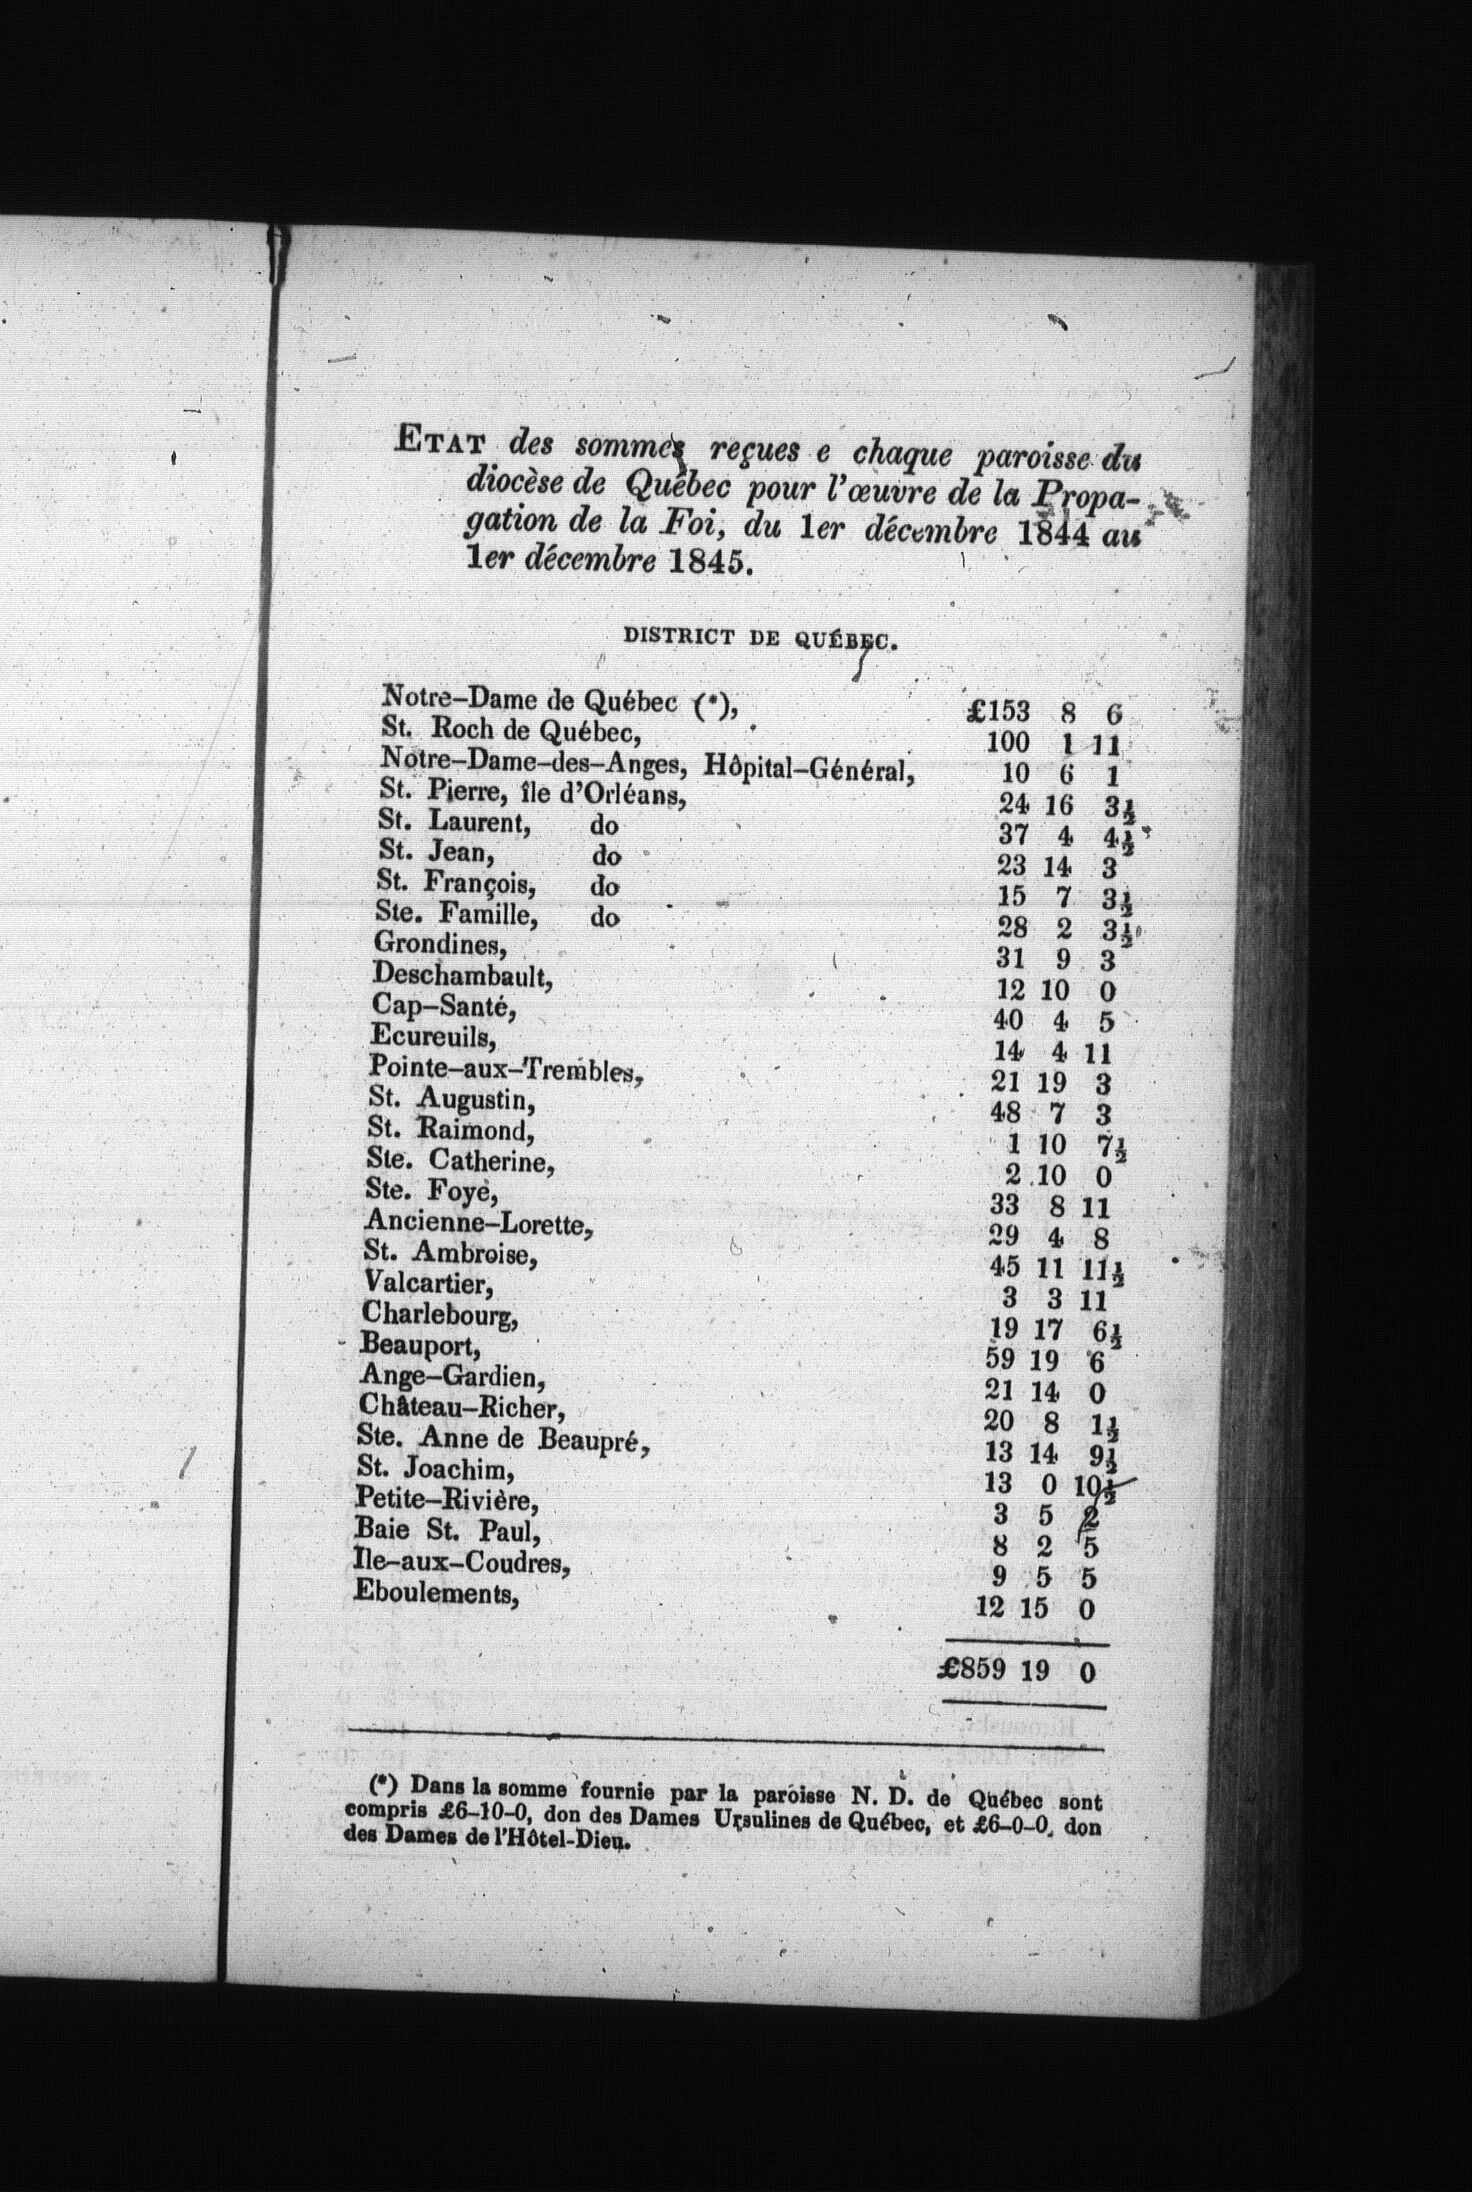 ETAT des sommes reçues e chaque paroisse du
diocèse de Québec pour l'œuvre de la Propa-
gation de la Foi, du 1er décembre 1844 au
1er décembre 1845.
DISTRICT DE QUÉBEC.
Notre-Dame de Québec (*), £153 8 6
St. Roch de Québec, 100 1 11
Notre-Dame-des-Anges, Hôpital-Général, 10 6 1
St. Pierre, île d'Orléans, 24 16 3½
St. Laurent, do 37 4 4½
St. Jean, do 23 14 3
St. François, do 15 7 3½
Ste. Famille, do 28 2 3½
Grondines, 31 9 3
Deschambault, 12 10 0
Cap-Santé, 40 4 5
Ecureuils, 14 4 11
Pointe-aux-Trembles, 21 19 3
St. Augustin, 48 7 3
St. Raimond, 1 10 7½
Ste. Catherine, 2 10 0
Ste. Foye, 33 8 11
Ancienne-Lorette, 29 4 8
St. Ambroise, 45 11 11½
Valcartier, 3 3 11
Charlebourg, 19 17 6½
Beauport, 59 19 6
Ange-Gardien, 21 14 0
Château-Richer, 20 8 1½
Ste. Anne de Beaupré, 13 14 9½
St. Joachim, 13 0 10½
Petite-Rivière, 3 5 2
Baie St. Paul, 8 2 5
Ile-aux-Coudres, 9 5 5
Eboulements, 12 15 0
£859 19 0
(*) Dans la somme fournie par la paroisse N. D. de Québec sont
compris £6-10-0, don des Dames Ursulines de Québec, et £6-0-0, don
des Dames de l'Hôtel-Dieu.